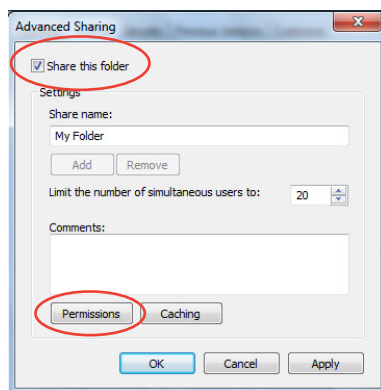 Advanced Sharing
Share this folder
Settings
Share name:
My Folder
Add Remove
Limit the number of simultaneous users to: 20
Comments:
Permissions Caching
OK Cancel Apply